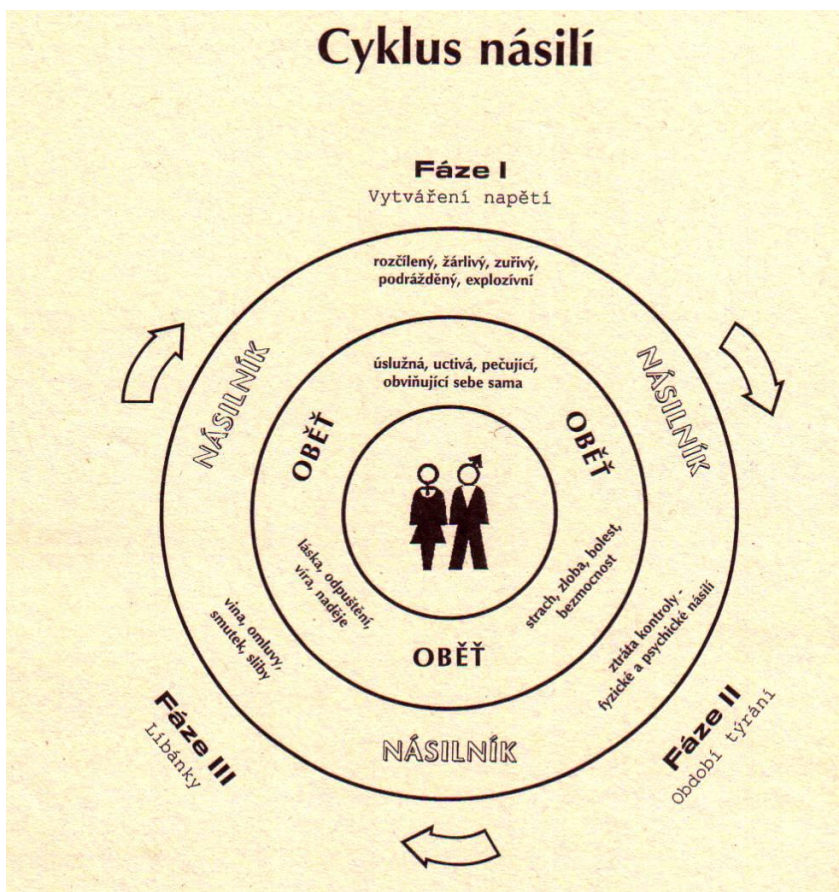 Cyklus násilí
Fáze I
Vytváření napětí
rozčílený, žárlivý, zuřivý,
podrážděný, explozívní
NÁSILNÍK
NÁSILNÍK
úslužná, uctivá, pečující,
obviňující sebe sama
OBĚŤ
OBĚŤ
láska, odpuštění,
víra, naděje
strach, zloba, bolest,
bezmocnost
vina, omluvy,
smutek, sliby
OBĚŤ
ztráta kontroly -
fyzické a psychické násilí
Fáze III
Líbánky
NÁSILNÍK
Fáze II
Období týrání